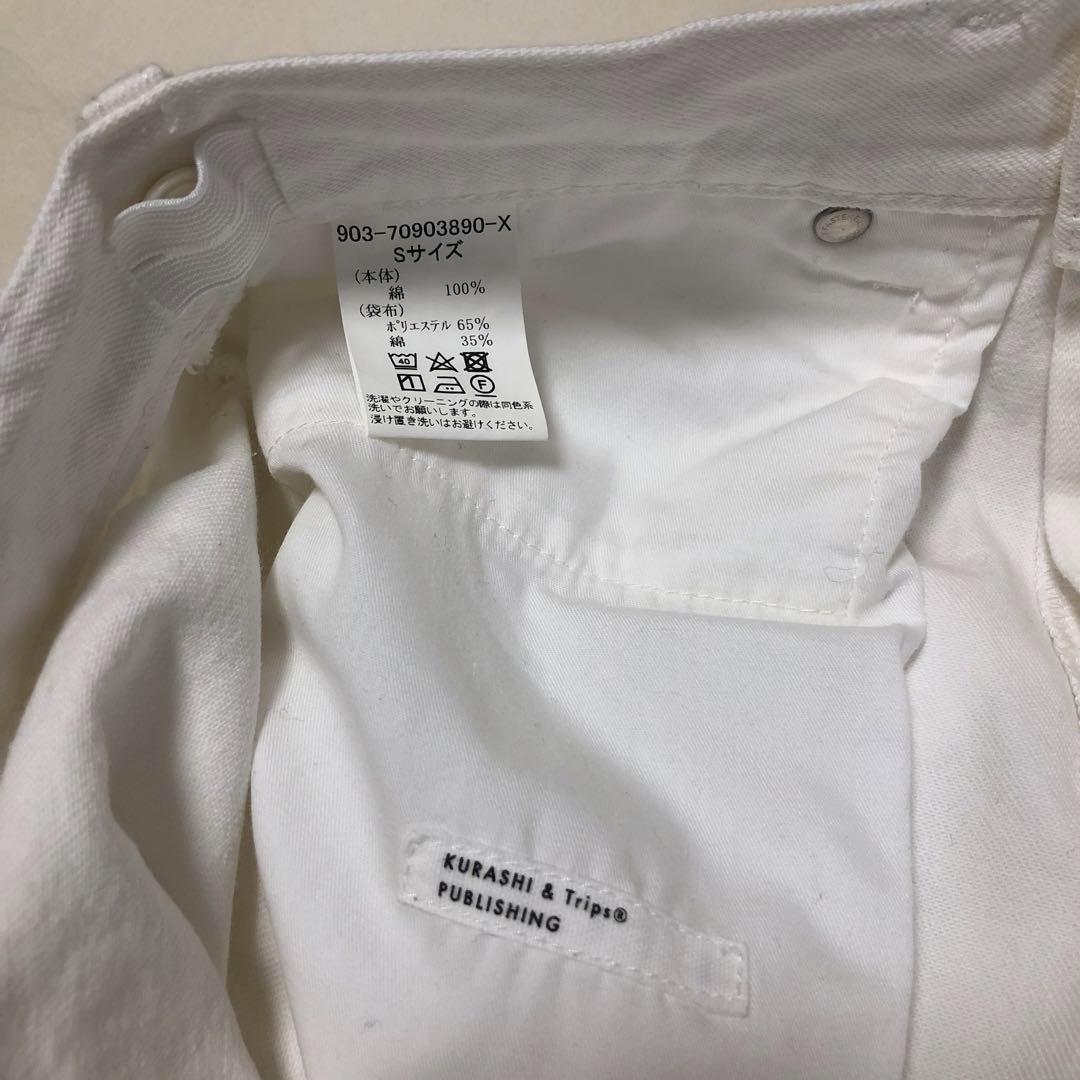 903-70903890-X
Sサイズ
(本体)
綿 100%
(袋布)
ポリエステル 65%
綿 35%
40
F
洗濯やクリーニングの際は同色系
洗いでお願いします。
浸け置き洗いはお避けください。
KURASHI & Trips®
PUBLISHING